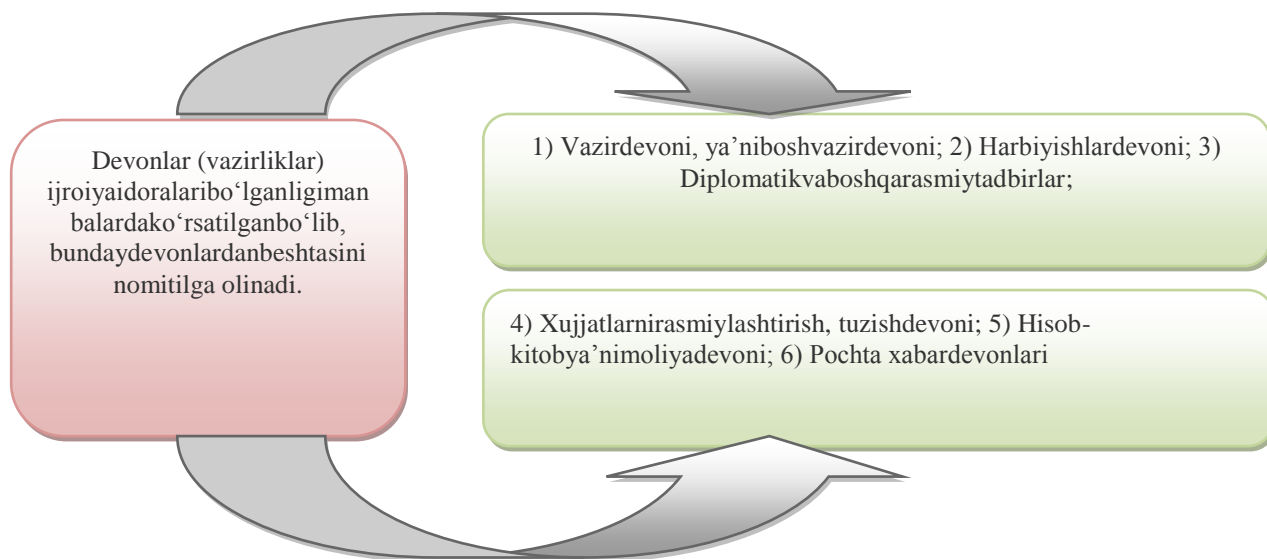 Devonlar (vazirliklar)
ijroiyaidoralaribo‘lganligiman
balardako‘rsatilganbo‘lib,
bundaydevonlardanbeshtasini
nomitilga olinadi.
1) Vazirdevoni, ya’niboshvazirdevoni; 2) Harbiyishlardevoni; 3)
Diplomatikvaboshqarasmiytadbirlar;
4) Xujjatlarnirasmiylashtirish, tuzishdevoni; 5) Hisob-
kitobya’nimoliyadevoni; 6) Pochta xabardevonlari